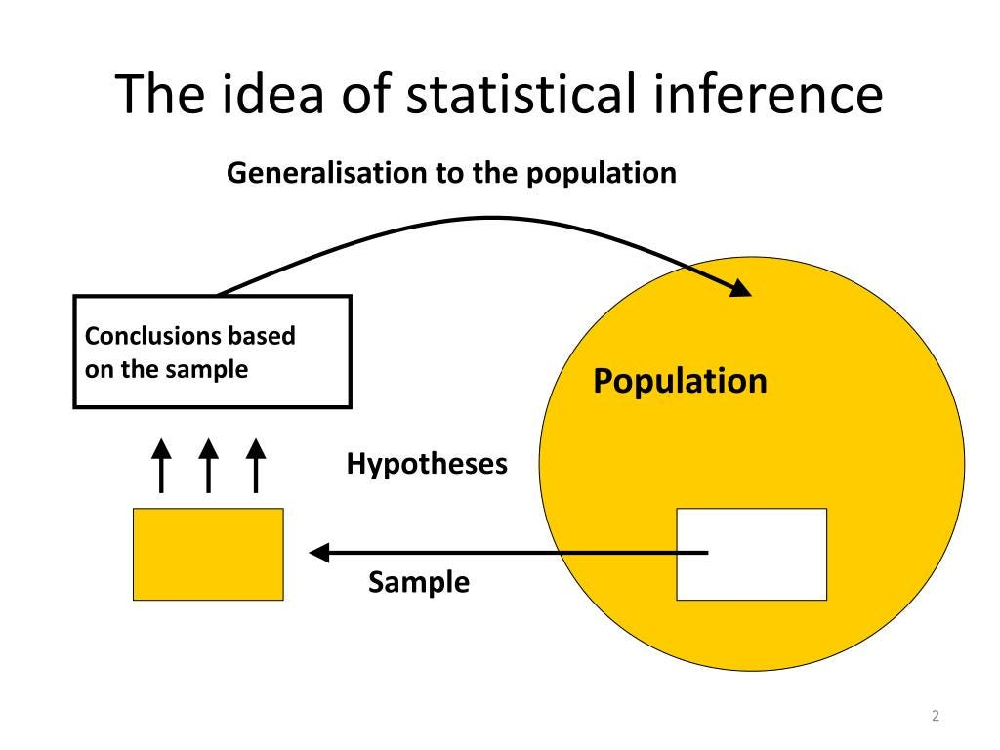 The idea of statistical inference
Generalisation to the population
Conclusions based
on the sample
Population
Hypotheses
Sample
2